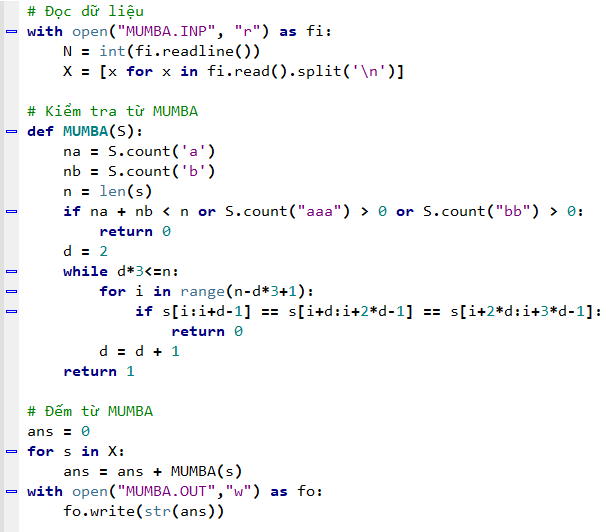 # Đọc dữ liệu
with open("MUMBA.INP", "r") as fi:
    N = int(fi.readline())
    X = [x for x in fi.read().split('\n')]

# Kiểm tra từ MUMBA
def MUMBA(S):
    na = S.count('a')
    nb = S.count('b')
    n = len(s)
    if na + nb < n or S.count("aaa") > 0 or S.count("bb") > 0:
        return 0
    d = 2
    while d*3<=n:
        for i in range(n-d*3+1):
            if s[i:i+d-1] == s[i+d:i+2*d-1] == s[i+2*d:i+3*d-1]:
                return 0
        d = d + 1
    return 1

# Đếm từ MUMBA
ans = 0
for s in X:
    ans = ans + MUMBA(s)
with open("MUMBA.OUT","w") as fo:
    fo.write(str(ans))